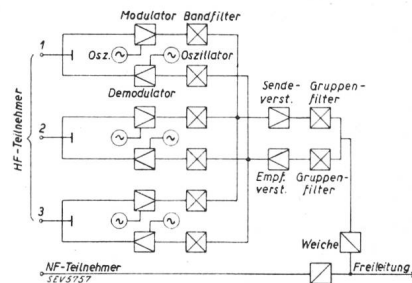 Modulator Bandfilter
1
Osz. Oszillator
Demodulator
Sende-
verst.
Gruppen-
filter
HF-Teilnehmer
2
Empf.
verst.
Gruppen-
filter
3
Weiche
NF-Teilnehmer
Freileitung
SEV5757